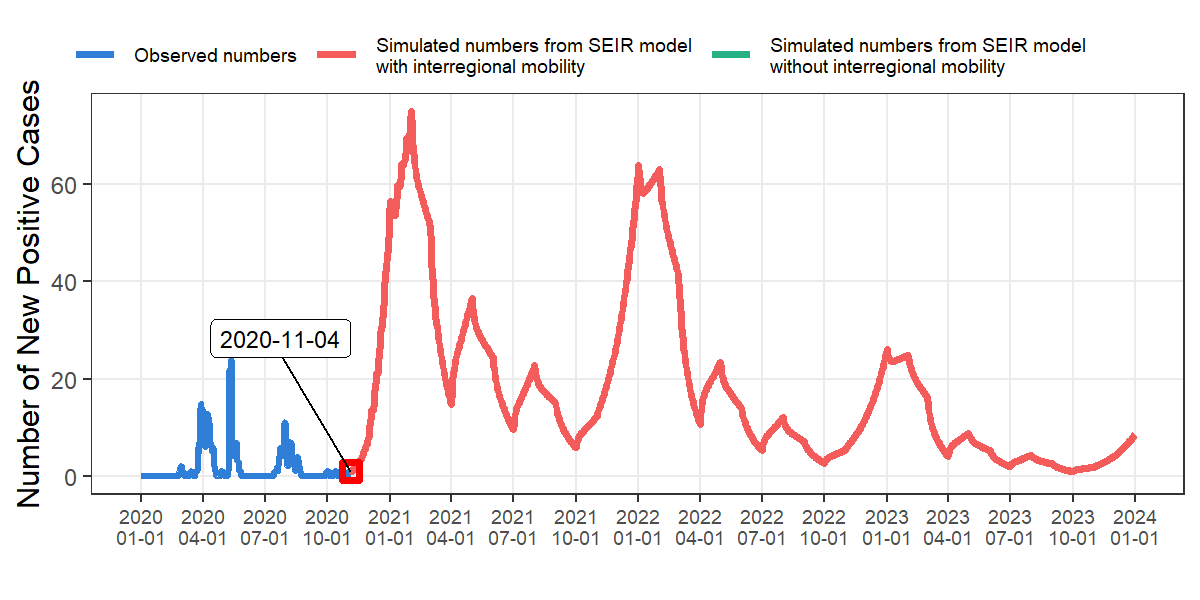 Observed numbers
Simulated numbers from SEIR model
with interregional mobility
Simulated numbers from SEIR model
without interregional mobility
Number of New Positive Cases
60
40
20
0
2020-11-04
2020 2020 2020 2020 2021 2021 2021 2021 2022 2022 2022 2022 2023 2023 2023 2023 2024
01-01 04-01 07-01 10-01 01-01 04-01 07-01 10-01 01-01 04-01 07-01 10-01 01-01 04-01 07-01 10-01 01-01